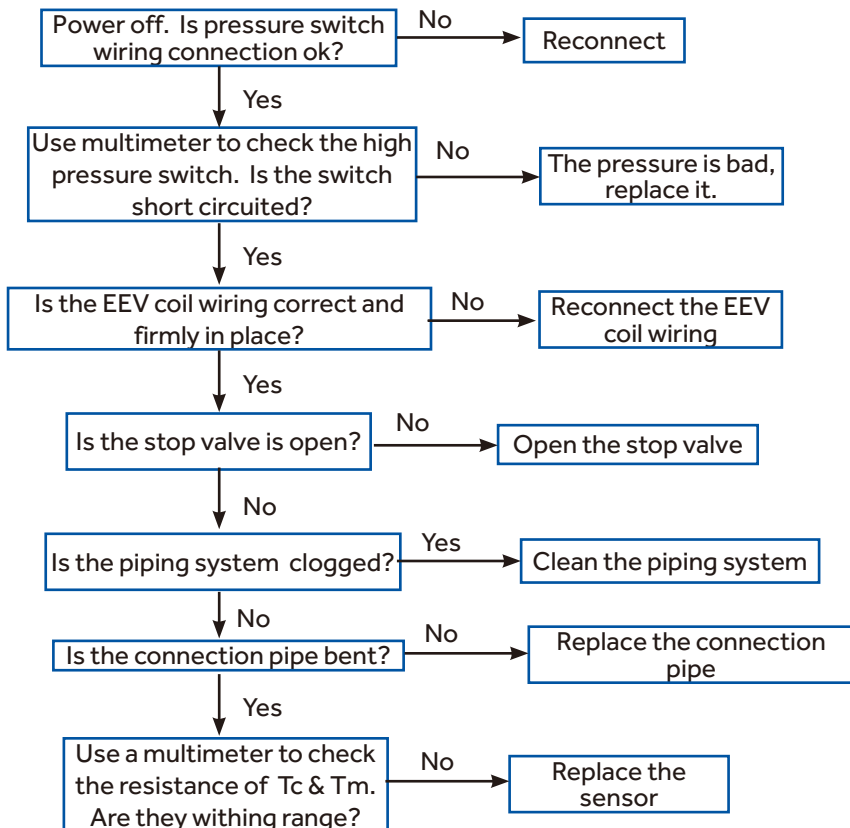 Power off. Is pressure switch
wiring connection ok?
No
Reconnect
Yes
Use multimeter to check the high
pressure switch. Is the switch
short circuited?
No
The pressure is bad,
replace it.
Yes
Is the EEV coil wiring correct and
firmly in place?
No
Reconnect the EEV
coil wiring
Yes
Is the stop valve is open?
No
Open the stop valve
No
Is the piping system clogged?
Yes
Clean the piping system
No
Is the connection pipe bent?
No
Replace the connection
pipe
Yes
Use a multimeter to check
the resistance of Tc & Tm.
Are they withing range?
No
Replace the
sensor